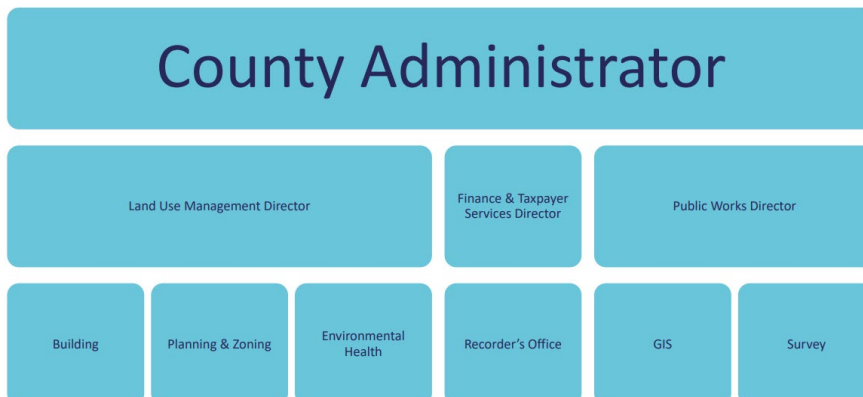 County Administrator
Land Use Management Director
Finance & Taxpayer
Services Director
Public Works Director
Building
Planning & Zoning
Environmental
Health
Recorder’s Office
GIS
Survey